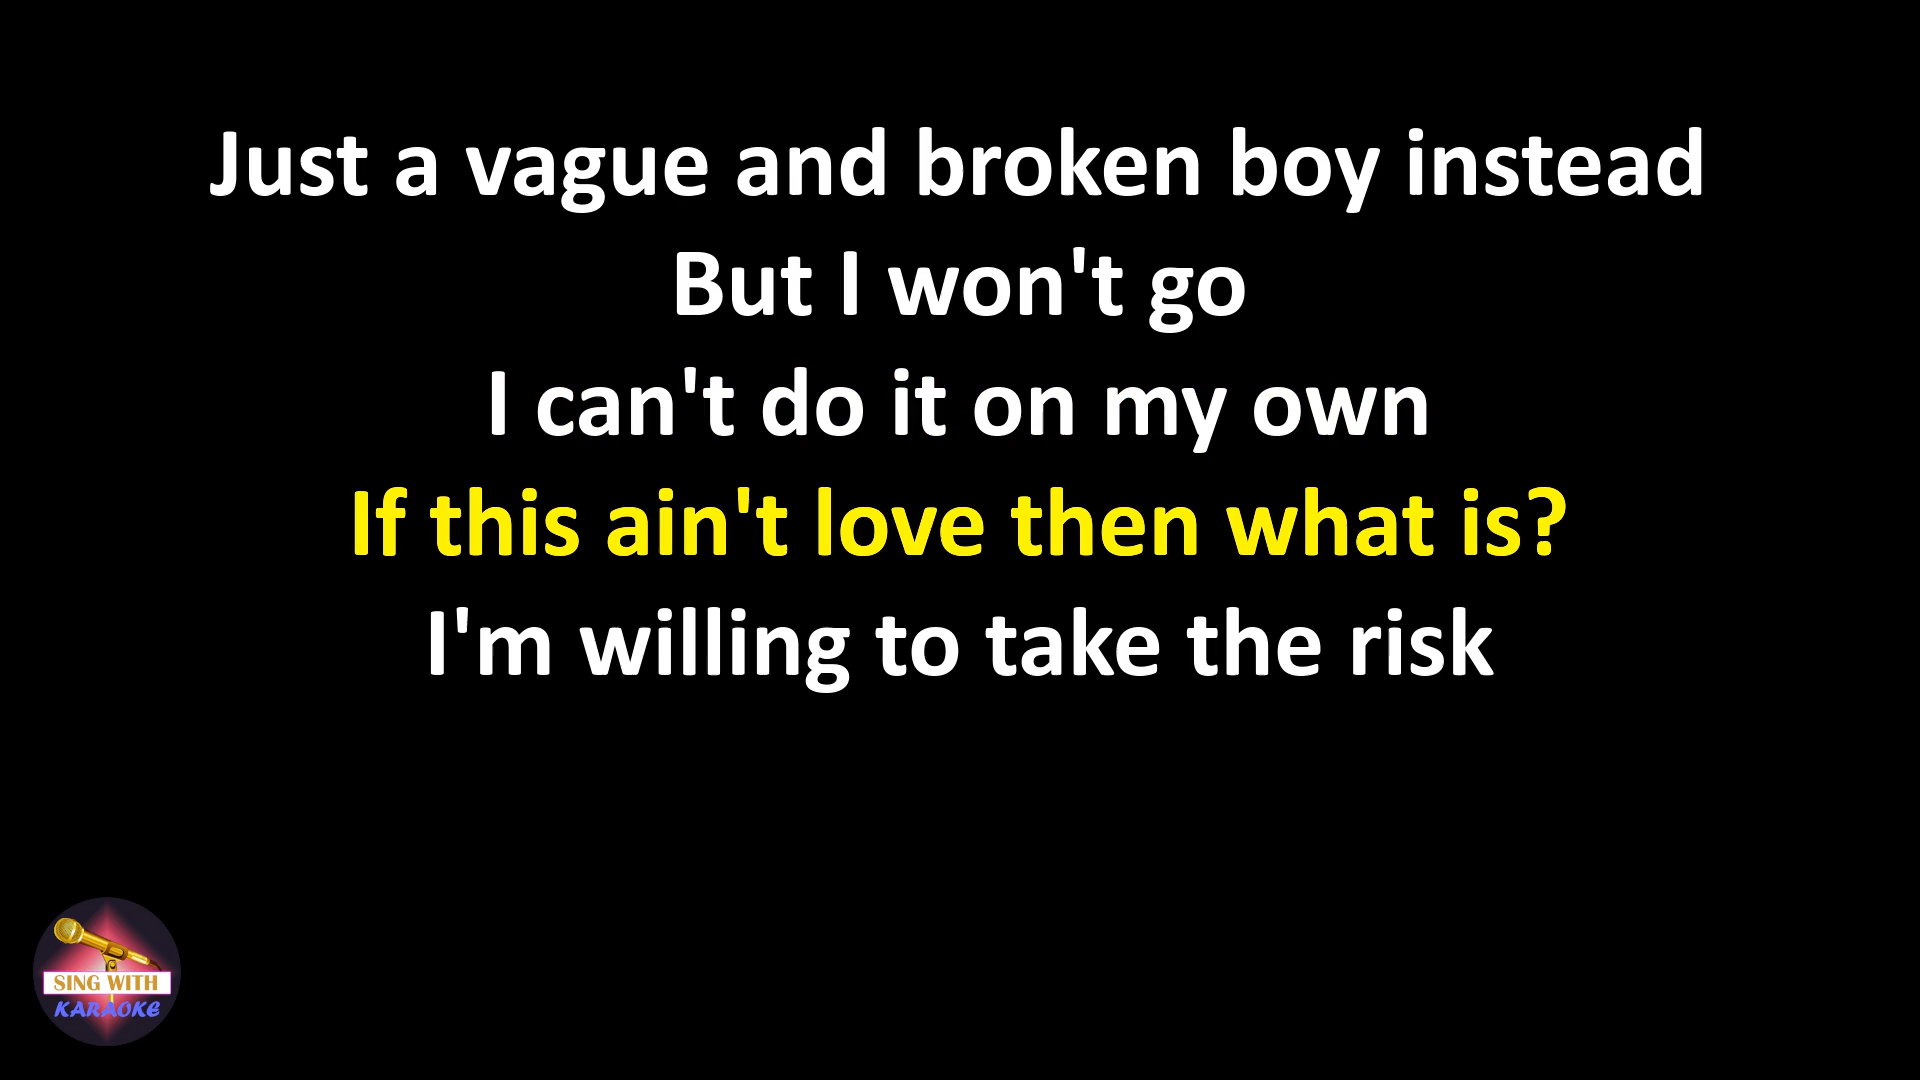 Just a vague and broken boy instead
But I won't go
I can't do it on my own
If this ain't love then what is?
I'm willing to take the risk
SING WITH
KARAOKE